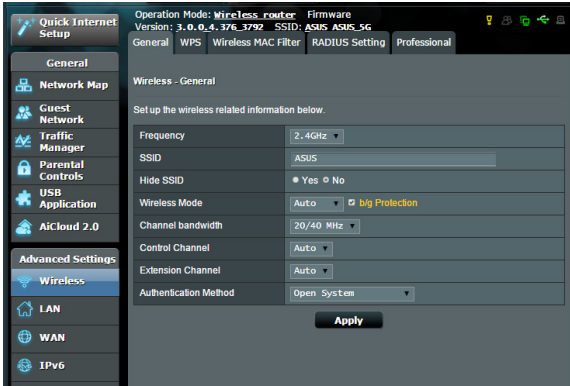 Quick Internet
Setup
General
Network Map
Guest
Network
Traffic
Manager
Parental
Controls
USB
Application
AiCloud 2.0
Advanced Settings
Wireless
LAN
WAN
IPv6
Operation Mode: Wireless router Firmware
Version: 3.0.0.4.376_3792 SSID: ASUS ASUS_5G
General WPS Wireless MAC Filter RADIUS Setting Professional
Wireless - General
Set up the wireless related information below.
Frequency 2.4GHz
SSID ASUS
Hide SSID Yes No
Wireless Mode Auto b/g Protection
Channel bandwidth 20/40 MHz
Control Channel Auto
Extension Channel Auto
Authentication Method Open System
Apply